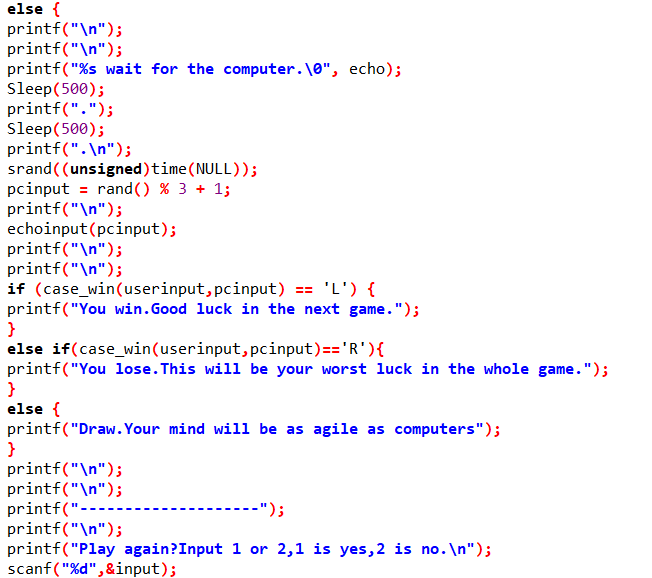 else {
printf("\n");
printf("\n");
printf("%s wait for the computer.\0", echo);
Sleep(500);
printf(".");
Sleep(500);
printf(".\n");
srand((unsigned)time(NULL));
pcinput = rand() % 3 + 1;
printf("\n");
echoinput(pcinput);
printf("\n");
printf("\n");
if (case_win(userinput,pcinput) == 'L') {
printf("You win.Good luck in the next game.");
}
else if(case_win(userinput,pcinput)=='R'){
printf("You lose.This will be your worst luck in the whole game.");
}
else {
printf("Draw.Your mind will be as agile as computers");
}
printf("\n");
printf("\n");
printf("--------------------");
printf("\n");
printf("Play again?Input 1 or 2,1 is yes,2 is no.\n");
scanf("%d",&input);